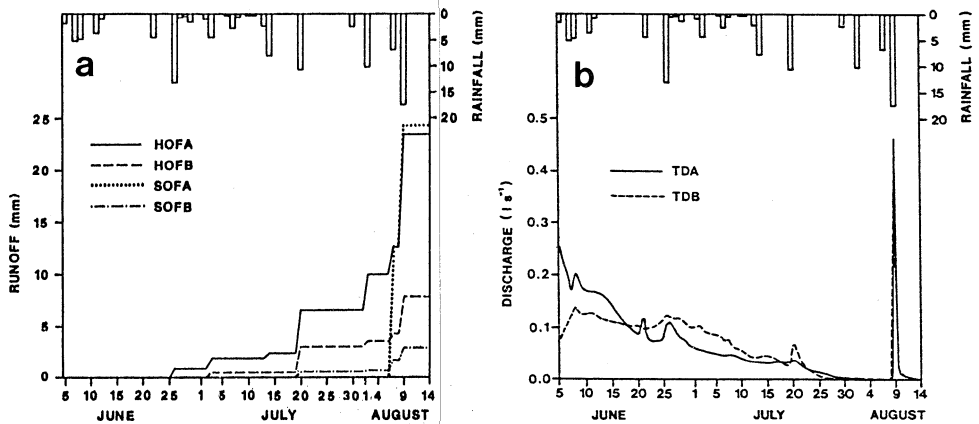 a
0
5
10
15
20
RAINFALL (mm)
25
20
15
10
5
0
RUNOFF (mm)
HOFA
HOFB
SOFA
SOFB
5 10 15 20 25 1 5 10 15 20 25 30 1.4 9 14
JUNE JULY AUGUST
b
0
5
10
15
20
RAINFALL (mm)
0.5
0.4
0.3
0.2
0.1
0.0
DISCHARGE (l s⁻¹)
TDA
TDB
5 10 15 20 25 1 5 10 15 20 25 30 4 9 14
JUNE JULY AUGUST